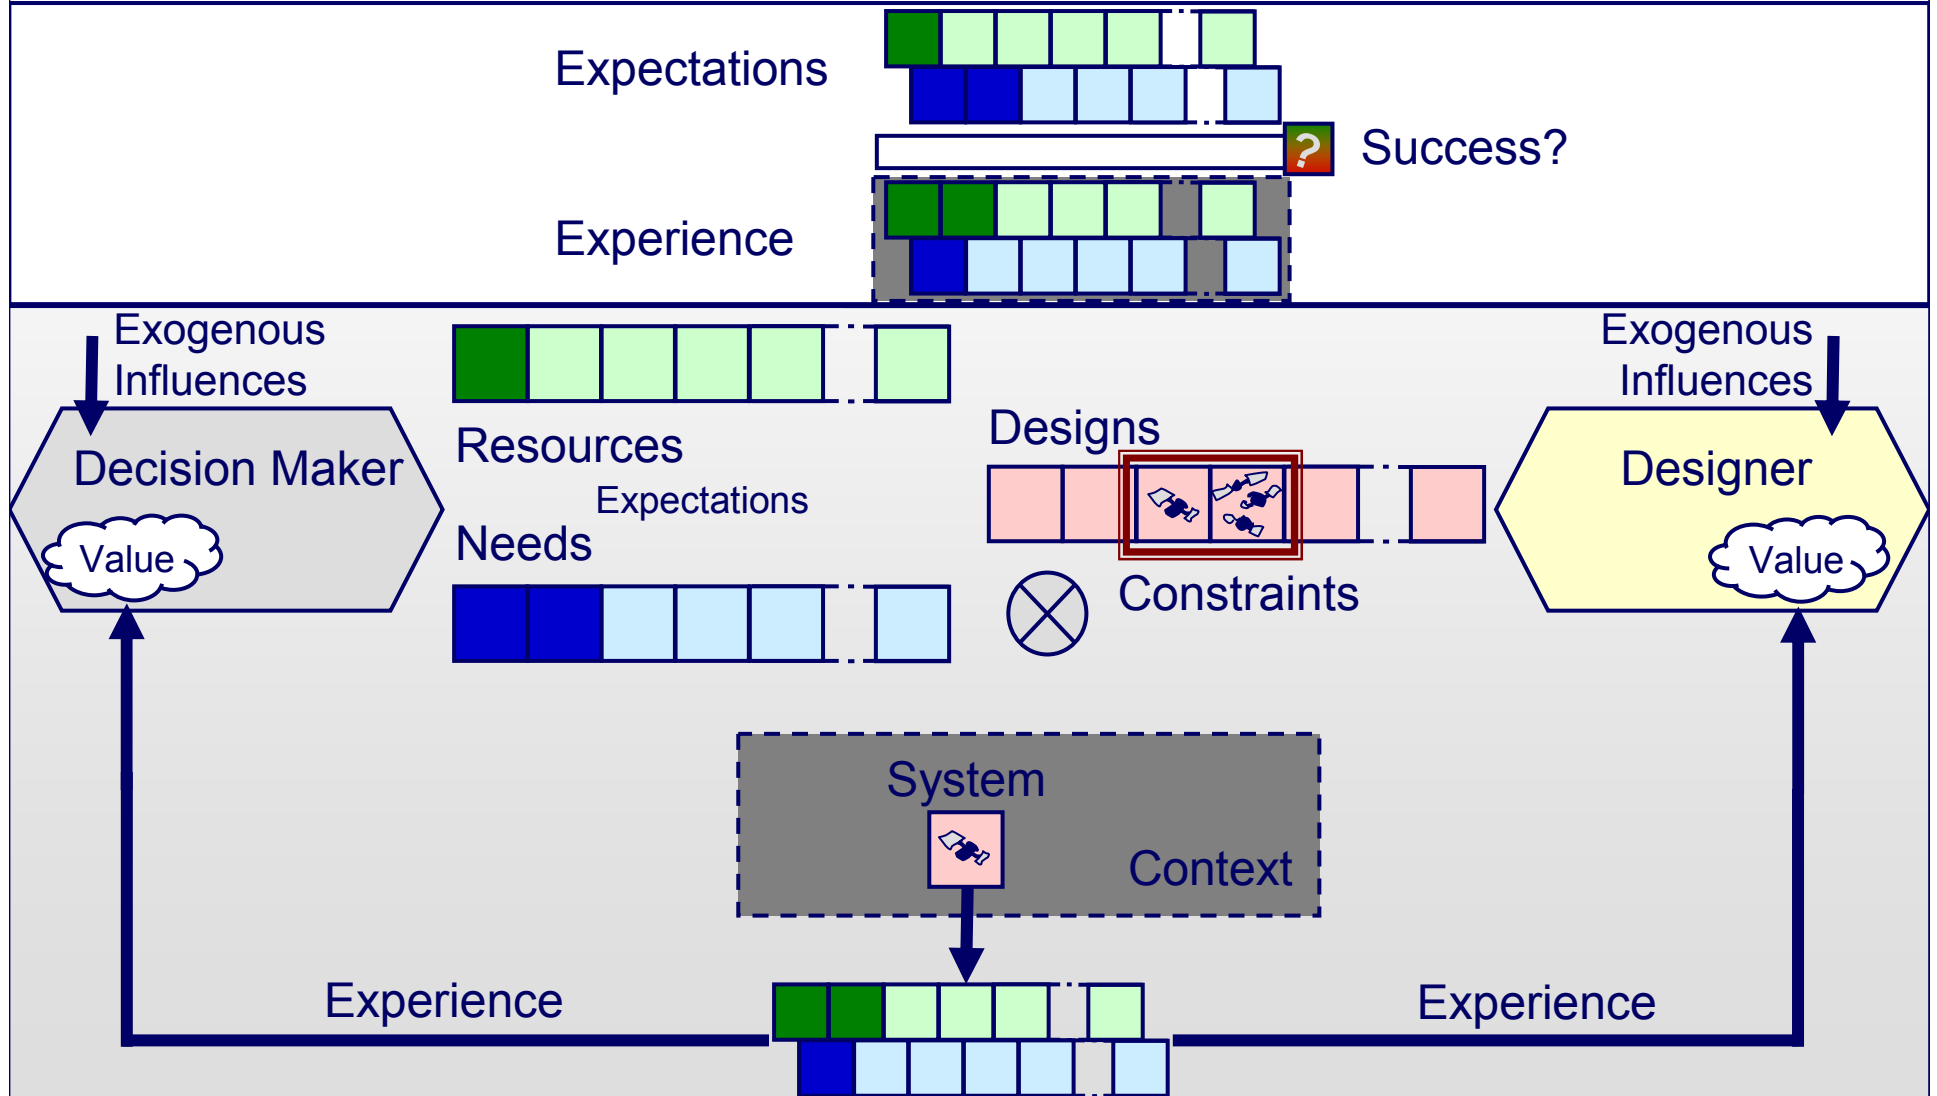 Expectations
?
Success?
Experience
Exogenous
Influences
Exogenous
Influences
Decision Maker
Value
Resources
Expectations
Needs
Designs
Constraints
Designer
Value
System
Context
Experience
Experience